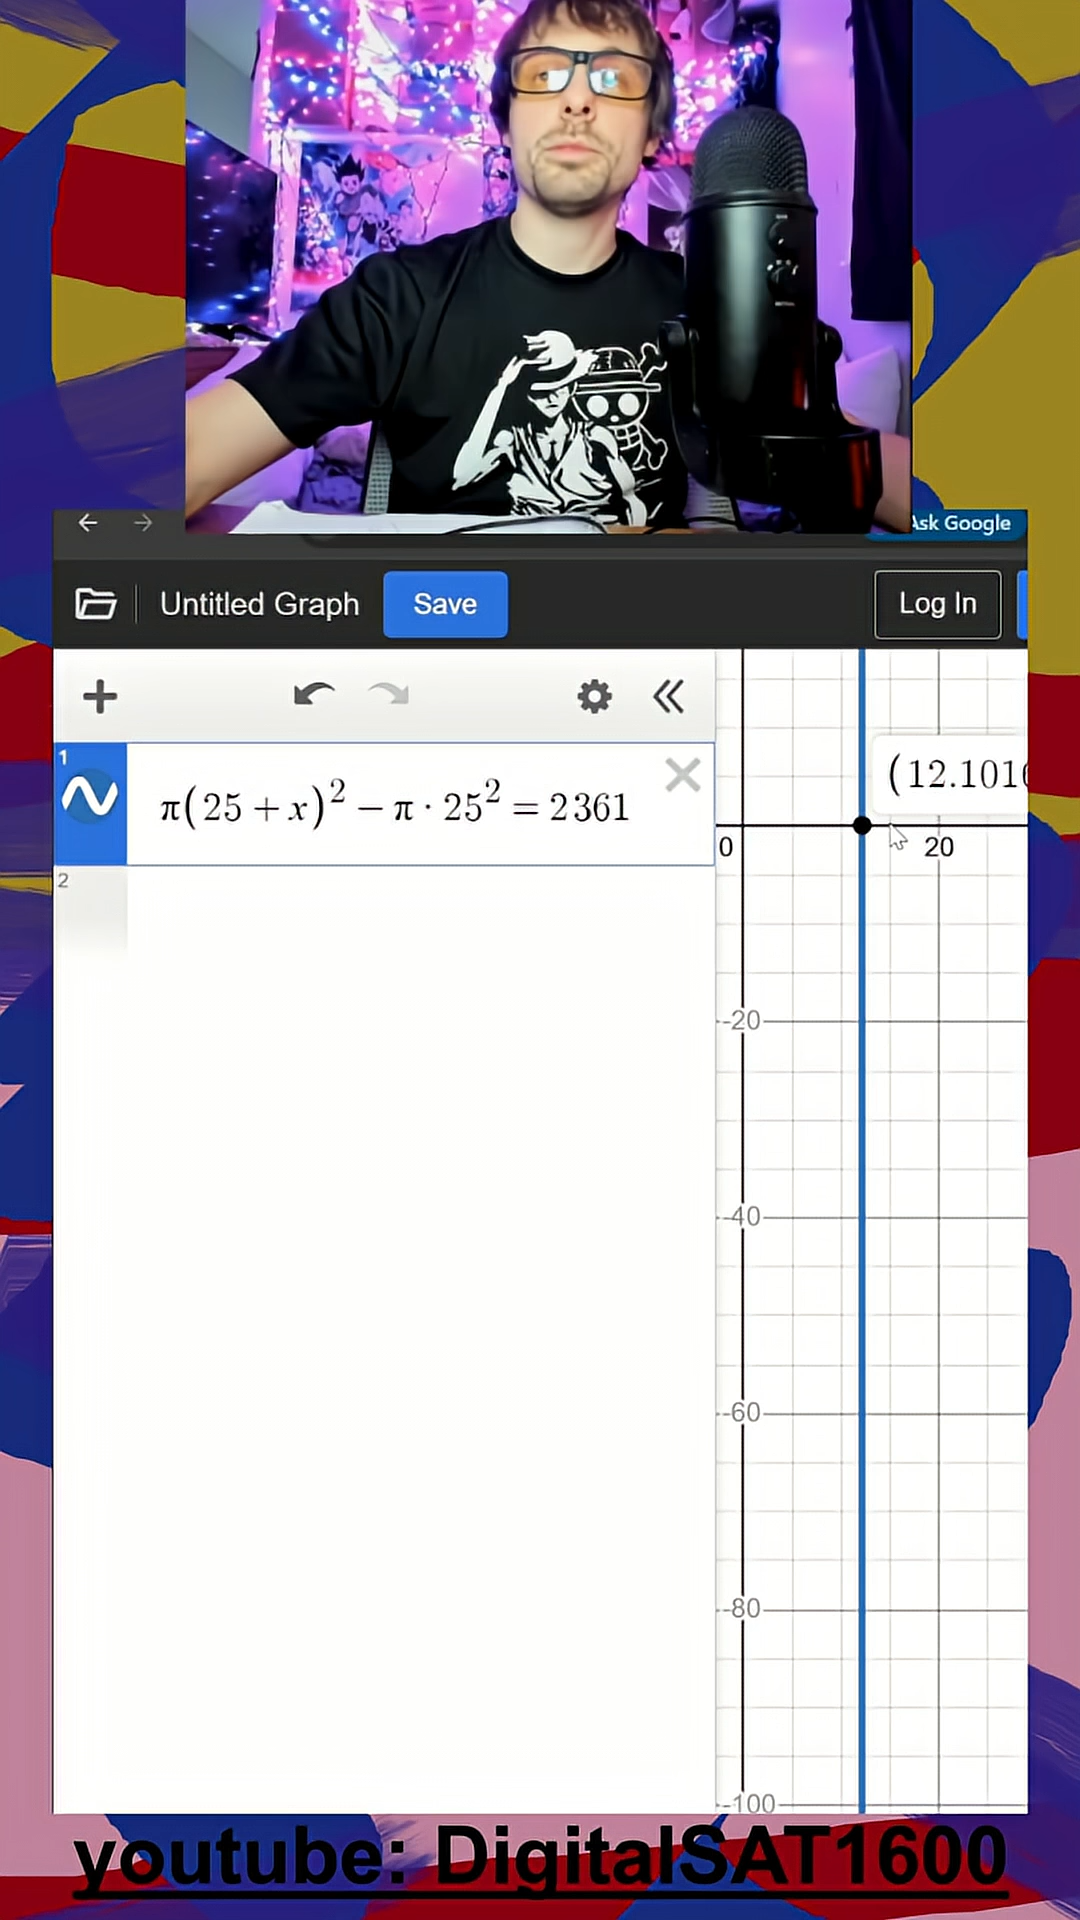 Ask Google
Untitled Graph
Save
Log In
1
π(25 + x)² − π · 25² = 2361
2
(12.101
0
20
-20
-40
-60
-80
-100
youtube: DigitalSAT1600